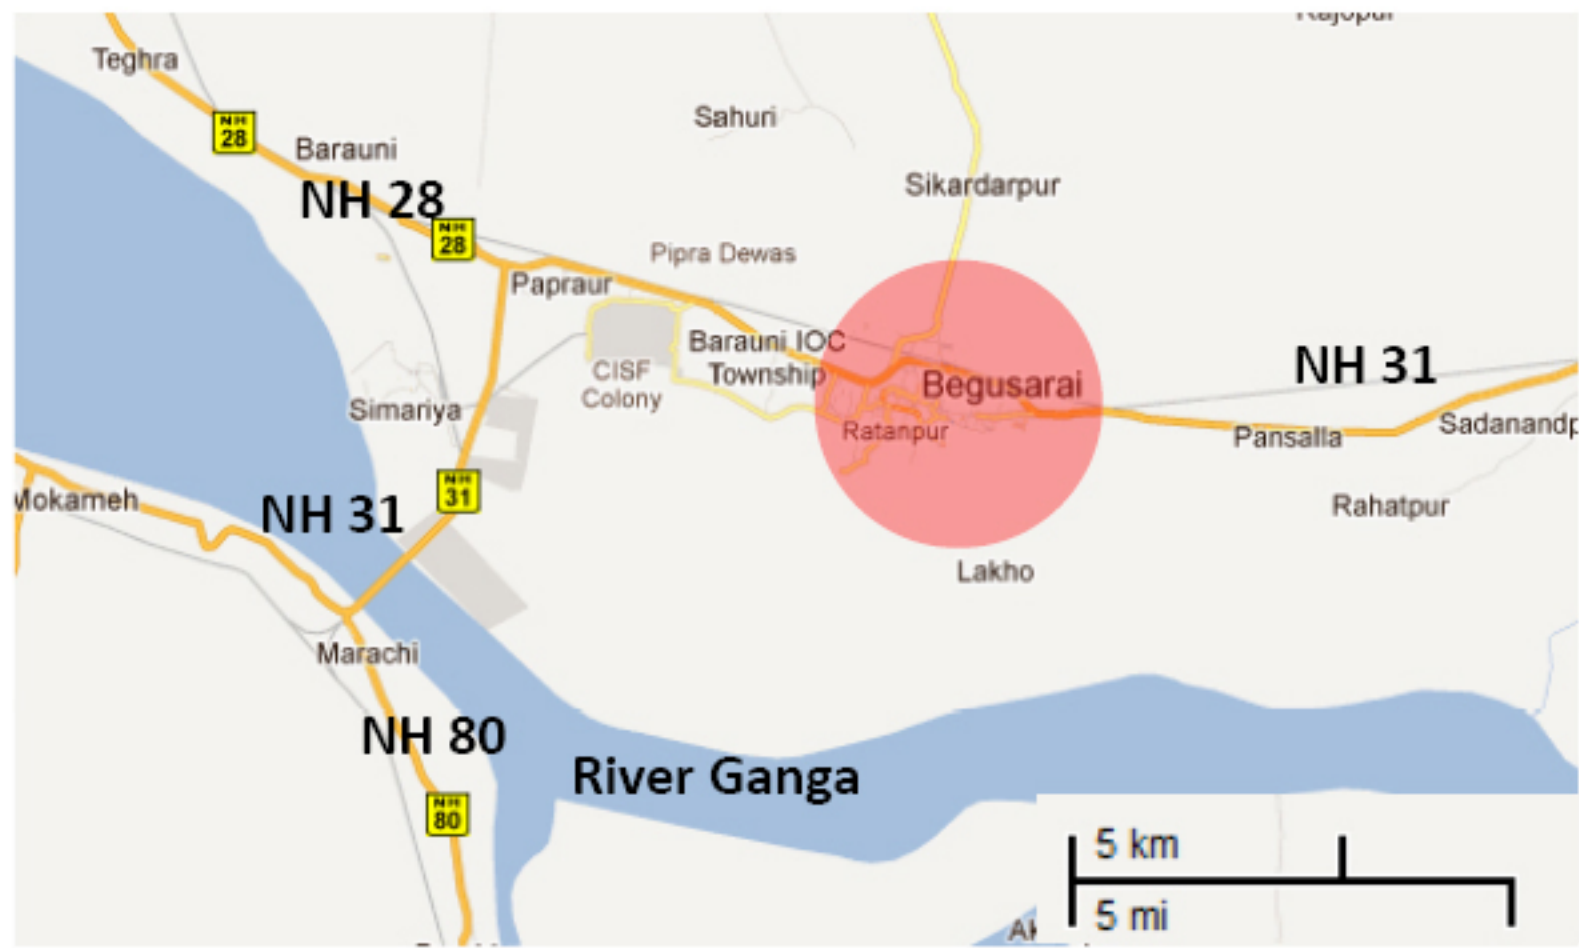 Rajopur
Teghra
NH
28
Barauni
Sahuri
NH 28
Sikardarpur
NH
28
Pipra Dewas
Papraur
Barauni IOC
Township
NH 31
CISF
Colony
Begusarai
Simariya
Ratanpur
Pansalla
Sadanandp
NH
31
Mokameh
NH 31
Rahatpur
Lakho
Marachi
NH 80
River Ganga
NH
80
5 km
5 mi